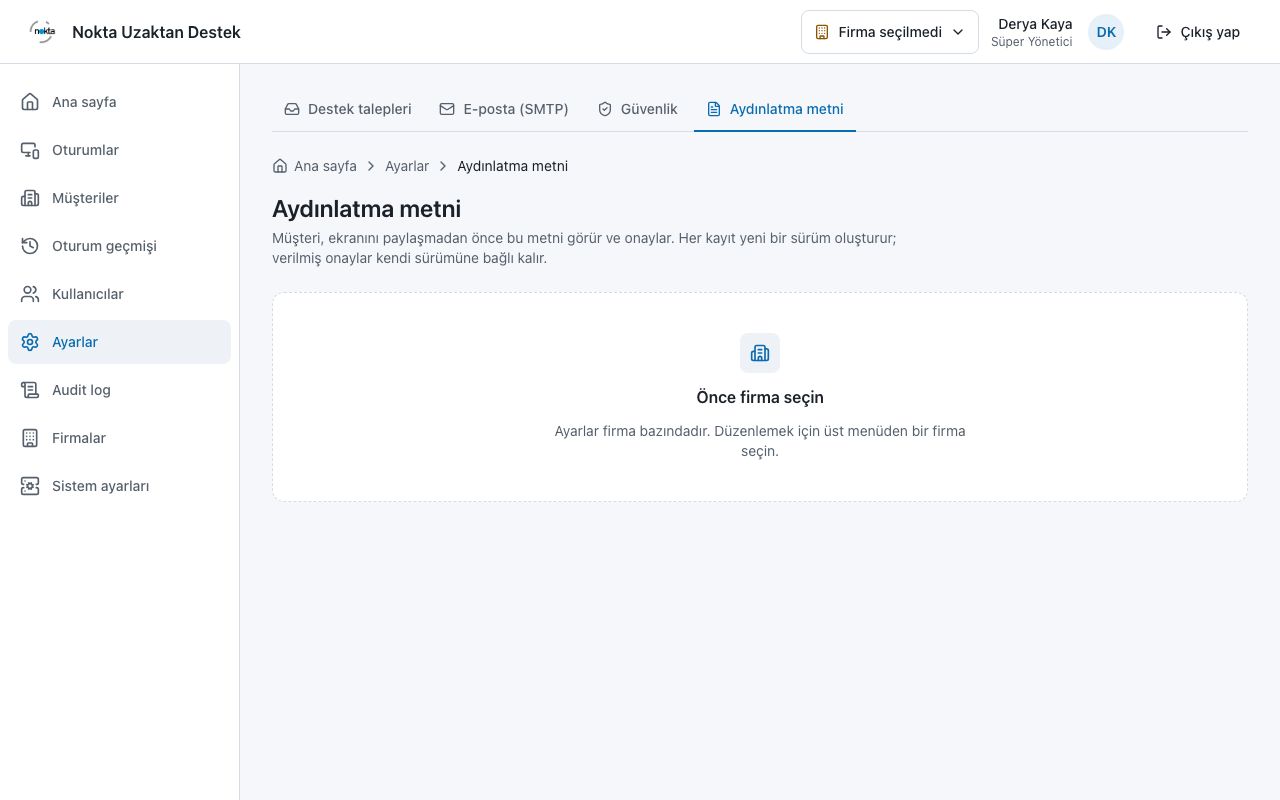 nokta
Nokta Uzaktan Destek
Firma seçilmedi
Derya Kaya
Süper Yönetici
DK
Çıkış yap
Ana sayfa
Oturumlar
Müşteriler
Oturum geçmişi
Kullanıcılar
Ayarlar
Audit log
Firmalar
Sistem ayarları
Destek talepleri
E-posta (SMTP)
Güvenlik
Aydınlatma metni
Ana sayfa
Ayarlar
Aydınlatma metni
Aydınlatma metni
Müşteri, ekranını paylaşmadan önce bu metni görür ve onaylar. Her kayıt yeni bir sürüm oluşturur;
verilmiş onaylar kendi sürümüne bağlı kalır.
Önce firma seçin
Ayarlar firma bazındadır. Düzenlemek için üst menüden bir firma
seçin.